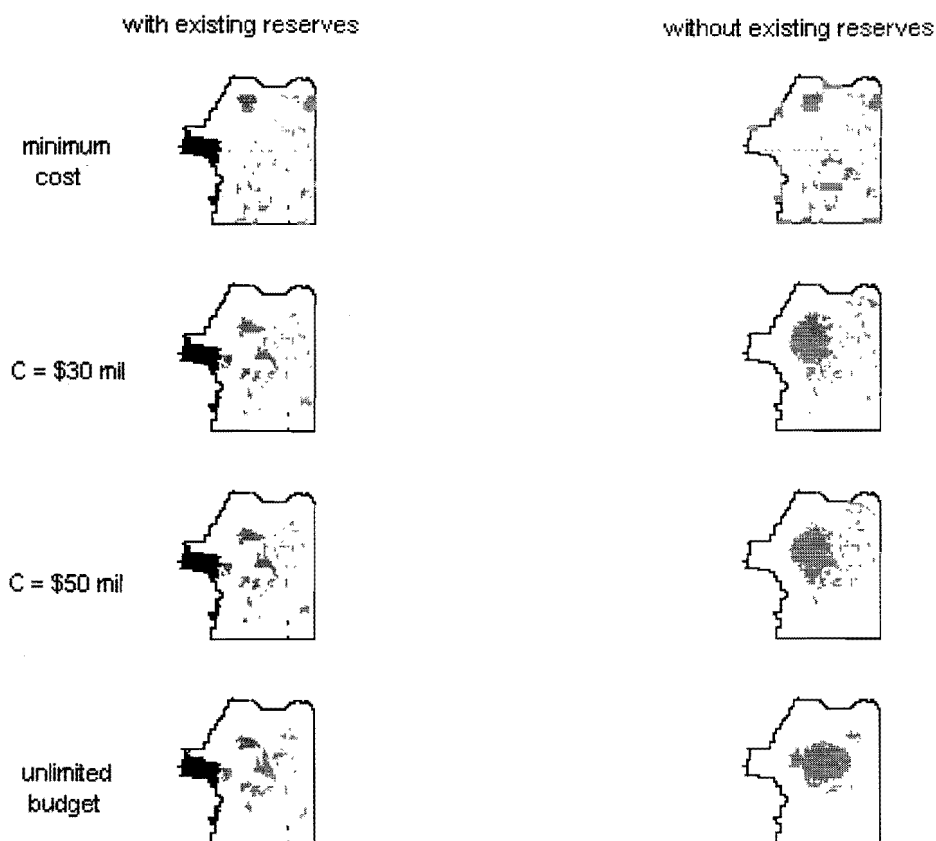 with existing reserves
without existing reserves
minimum
cost
C = $30 mil
C = $50 mil
unlimited
budget